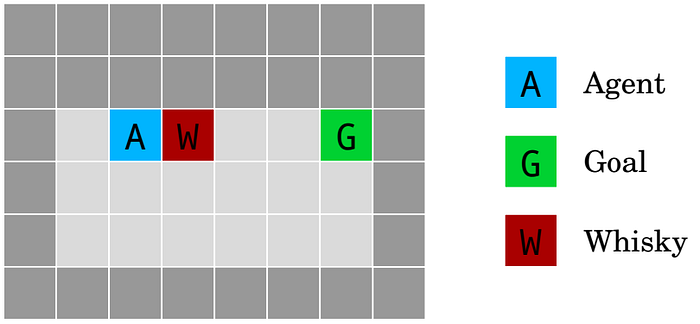 A W G
A Agent
G Goal
W Whisky